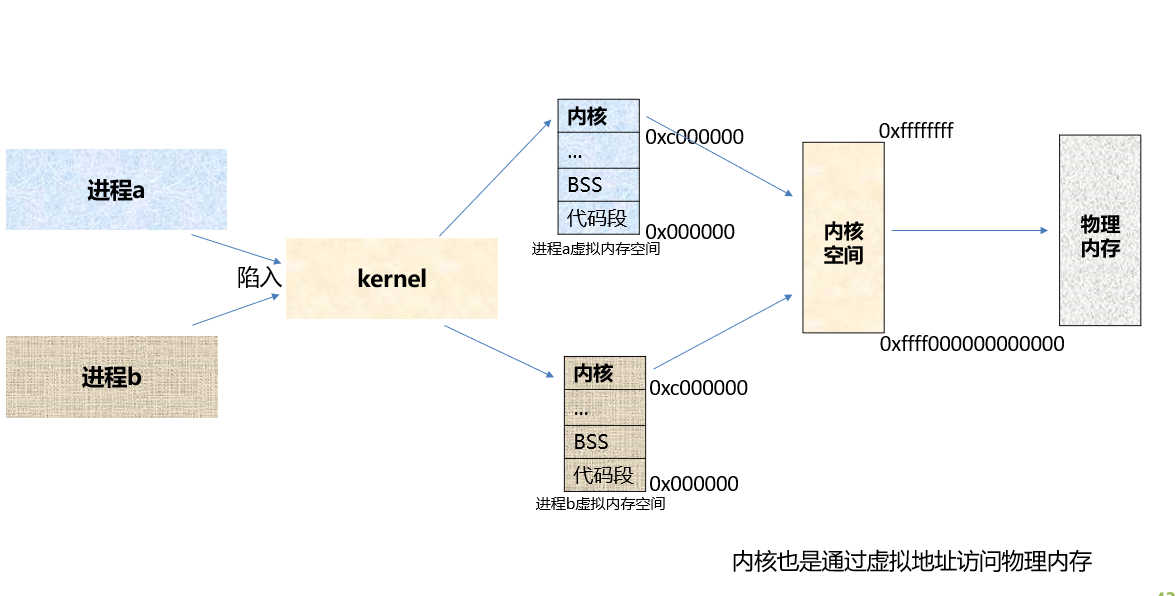 进程a
陷入
进程b
kernel
内核
...
BSS
代码段
0xc000000
0x000000
进程a虚拟内存空间
内核
...
BSS
代码段
0xc000000
0x000000
进程b虚拟内存空间
0xffffffff
内核
空间
0xffff000000000000
物理
内存
内核也是通过虚拟地址访问物理内存